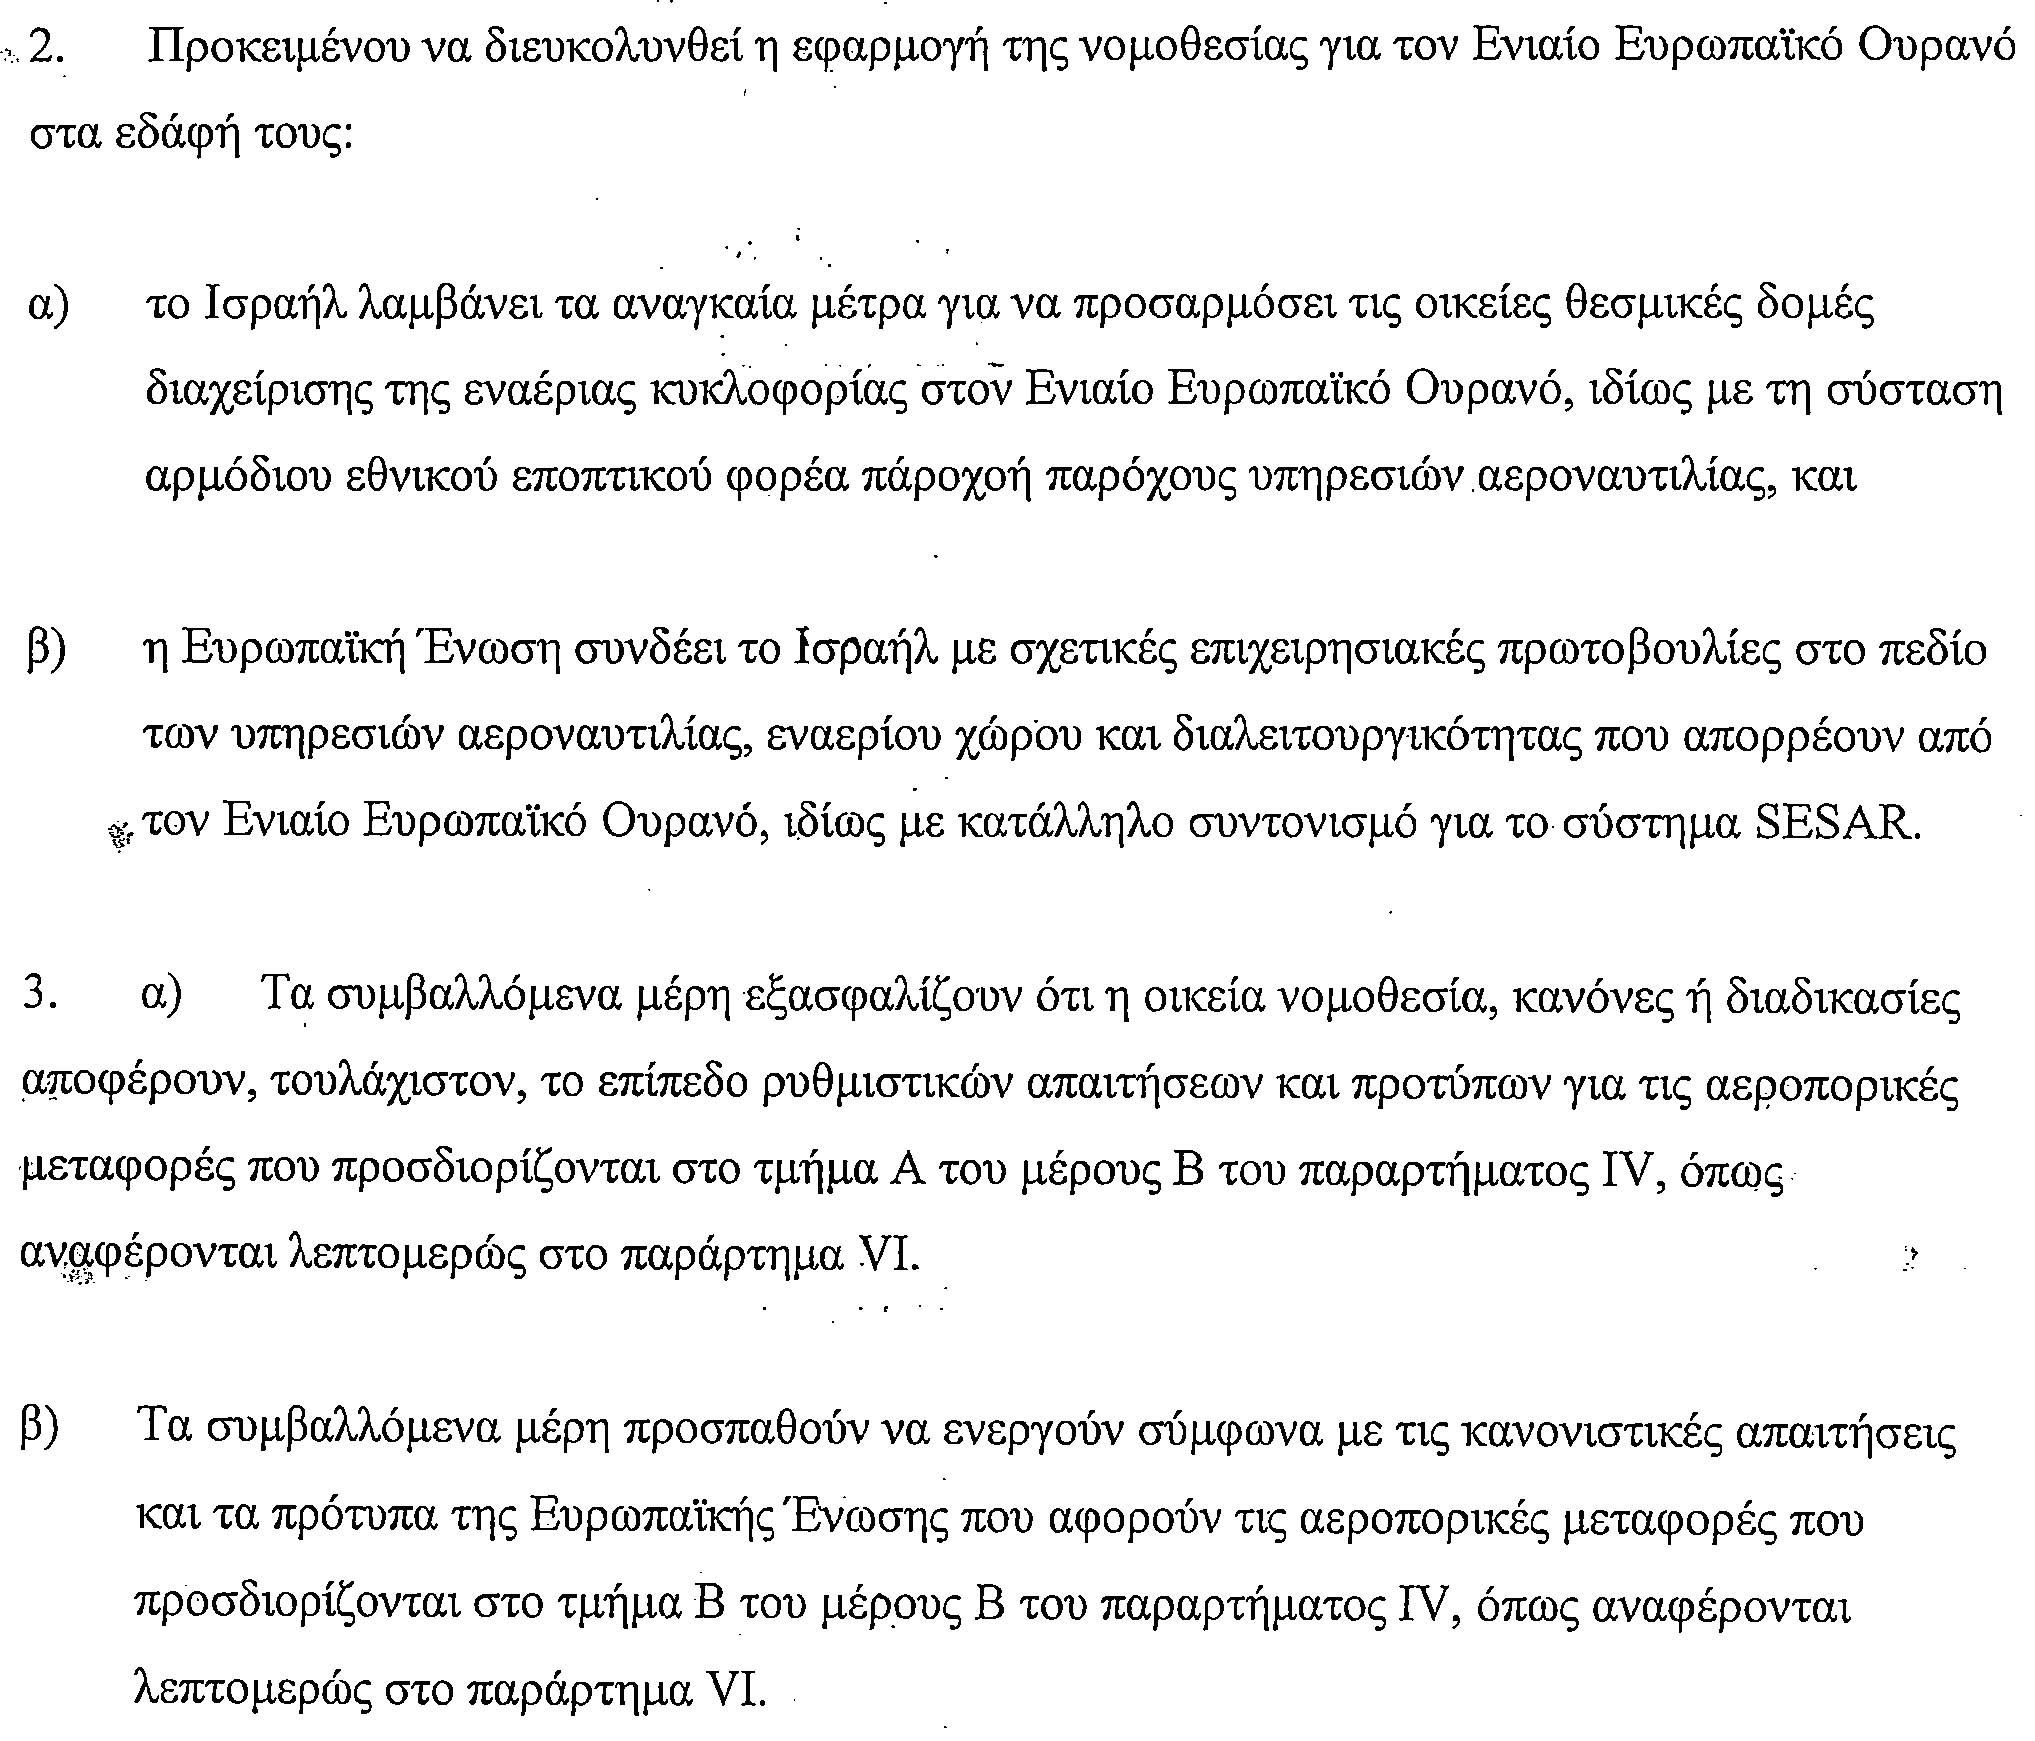 2. Προκειμένου να διευκολυνθεί η εφαρμογή της νομοθεσίας για τον Ενιαίο Ευρωπαϊκό Ουρανό
στα εδάφή τους:
α) το Ισραήλ λαμβάνει τα αναγκαία μέτρα για να προσαρμόσει τις οικείες θεσμικές δομές
διαχείρισης της εναέριας κυκλοφορίας στον Ενιαίο Ευρωπαϊκό Ουρανό, ιδίως με τη σύσταση
αρμόδιου εθνικού εποπτικού φορέα πάροχοή παρόχους υπηρεσιών αεροναυτιλίας, και
β) η Ευρωπαϊκή Ένωση συνδέει το Ισραήλ με σχετικές επιχειρησιακές πρωτοβουλίες στο πεδίο
των υπηρεσιών αεροναυτιλίας, εναερίου χώρου και διαλειτουργικότητας που απορρέουν από
τον Ενιαίο Ευρωπαϊκό Ουρανό, ιδίως με κατάλληλο συντονισμό για το σύστημα SESAR.
3. α) Τα συμβαλλόμενα μέρη εξασφαλίζουν ότι η οικεία νομοθεσία, κανόνες ή διαδικασίες
αποφέρουν, τουλάχιστον, το επίπεδο ρυθμιστικών απαιτήσεων και προτύπων για τις αεροπορικές
μεταφορές που προσδιορίζονται στο τμήμα Α του μέρους Β του παραρτήματος IV, όπως
αναφέρονται λεπτομερώς στο παράρτημα VI.
β) Τα συμβαλλόμενα μέρη προσπαθούν να ενεργούν σύμφωνα με τις κανονιστικές απαιτήσεις
και τα πρότυπα της Ευρωπαϊκής Ένωσης που αφορούν τις αεροπορικές μεταφορές που
προσδιορίζονται στο τμήμα Β του μέρους Β του παραρτήματος IV, όπως αναφέρονται
λεπτομερώς στο παράρτημα VI.